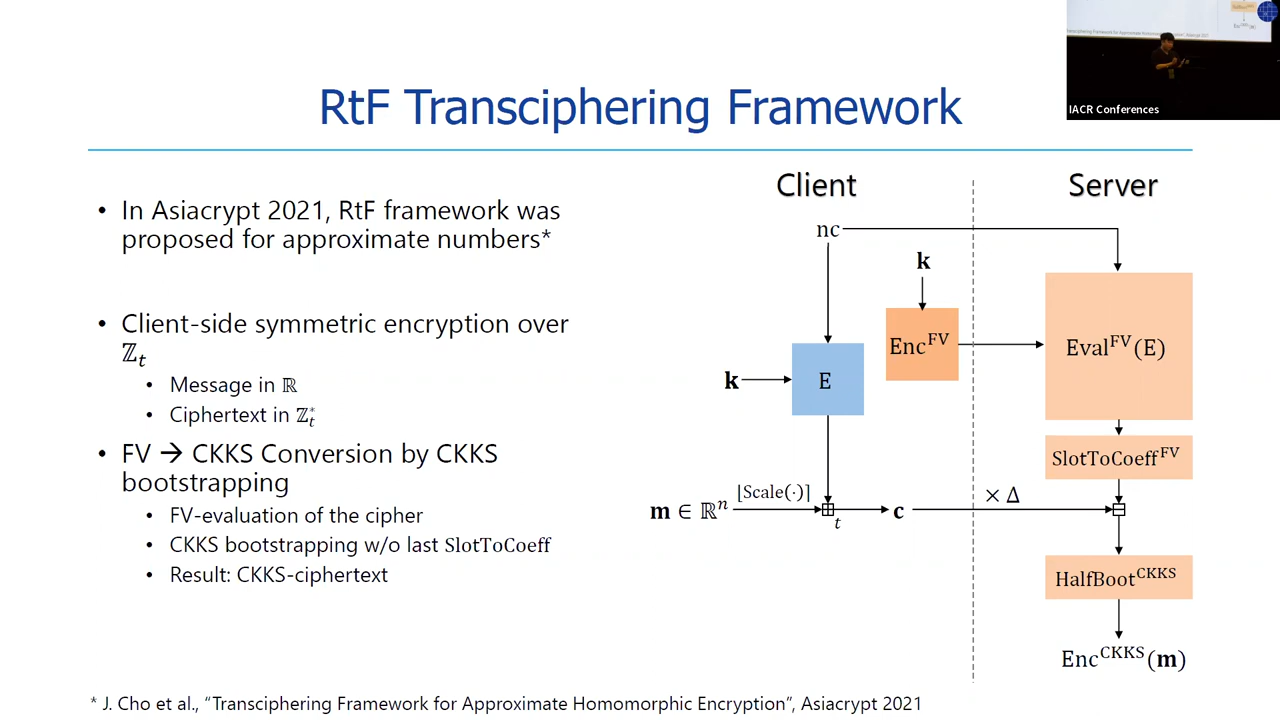 RtF Transciphering Framework
IACR Conferences
• In Asiacrypt 2021, RtF framework was
proposed for approximate numbers*
• Client-side symmetric encryption over
ℤ_t
• Message in ℝ
• Ciphertext in ℤ_t^*
• FV → CKKS Conversion by CKKS
bootstrapping
• FV-evaluation of the cipher
• CKKS bootstrapping w/o last SlotToCoeff
• Result: CKKS-ciphertext
Client
Server
nc
k
Enc^FV
Eval^FV(E)
k
E
SlotToCoeff^FV
m ∈ ℝ^n
⌊Scale(·)⌉
⊞_t
c
× Δ
⊟
HalfBoot^CKKS
Enc^CKKS(m)
* J. Cho et al., “Transciphering Framework for Approximate Homomorphic Encryption”, Asiacrypt 2021